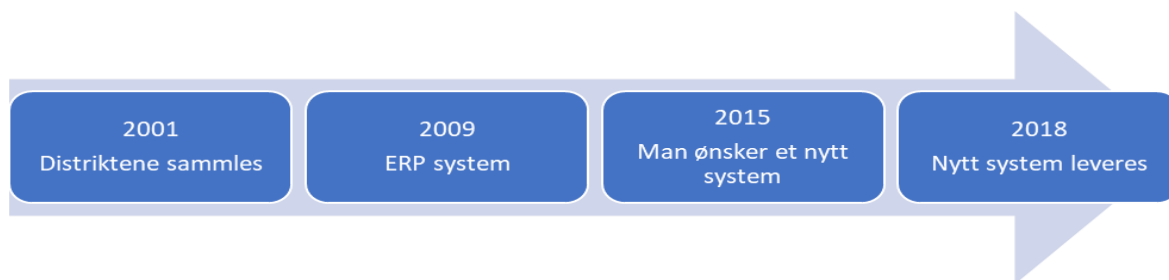 2001
Distriktene sammles
2009
ERP system
2015
Man ønsker et nytt
system
2018
Nytt system leveres